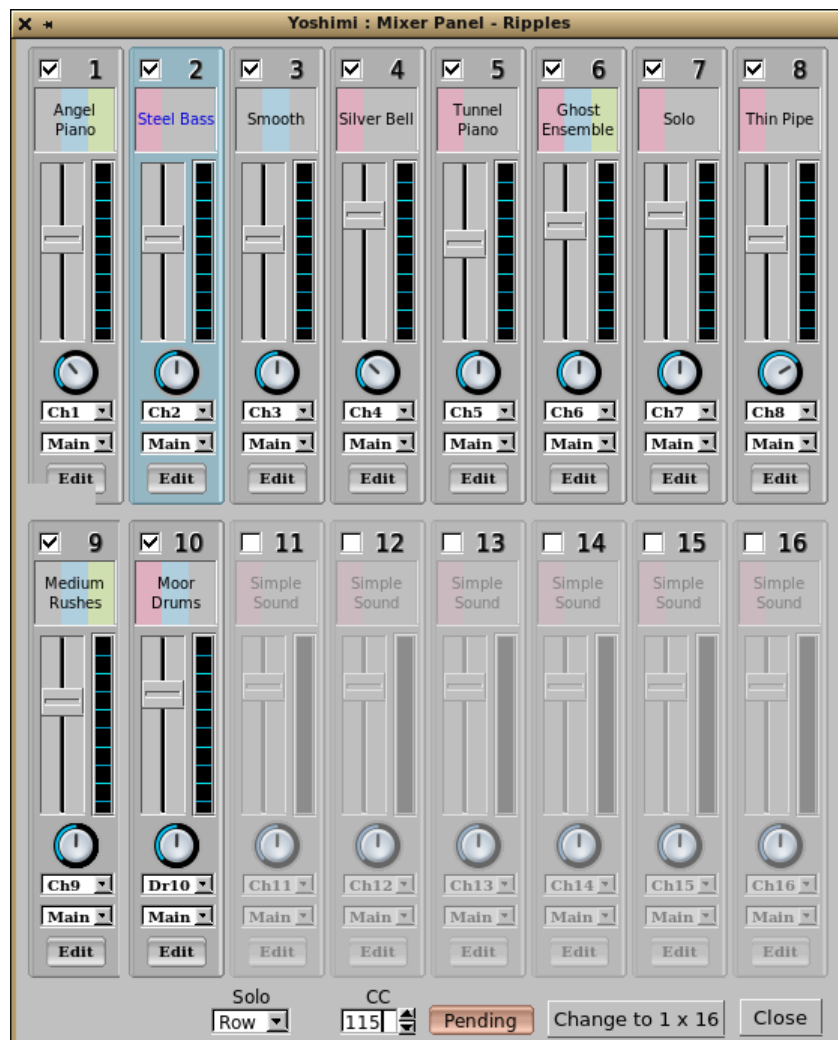 Yoshimi : Mixer Panel - Ripples
1 2 3 4 5 6 7 8
Angel Piano Steel Bass Smooth Silver Bell Tunnel Piano Ghost Ensemble Solo Thin Pipe
Ch1 Ch2 Ch3 Ch4 Ch5 Ch6 Ch7 Ch8
Main Main Main Main Main Main Main Main
Edit Edit Edit Edit Edit Edit Edit Edit
9 10 11 12 13 14 15 16
Medium Rushes Moor Drums Simple Sound Simple Sound Simple Sound Simple Sound Simple Sound Simple Sound
Ch9 Dr10 Ch11 Ch12 Ch13 Ch14 Ch15 Ch16
Main Main Main Main Main Main Main Main
Edit Edit Edit Edit Edit Edit Edit Edit
Solo CC
Row 115 Pending Change to 1 x 16 Close